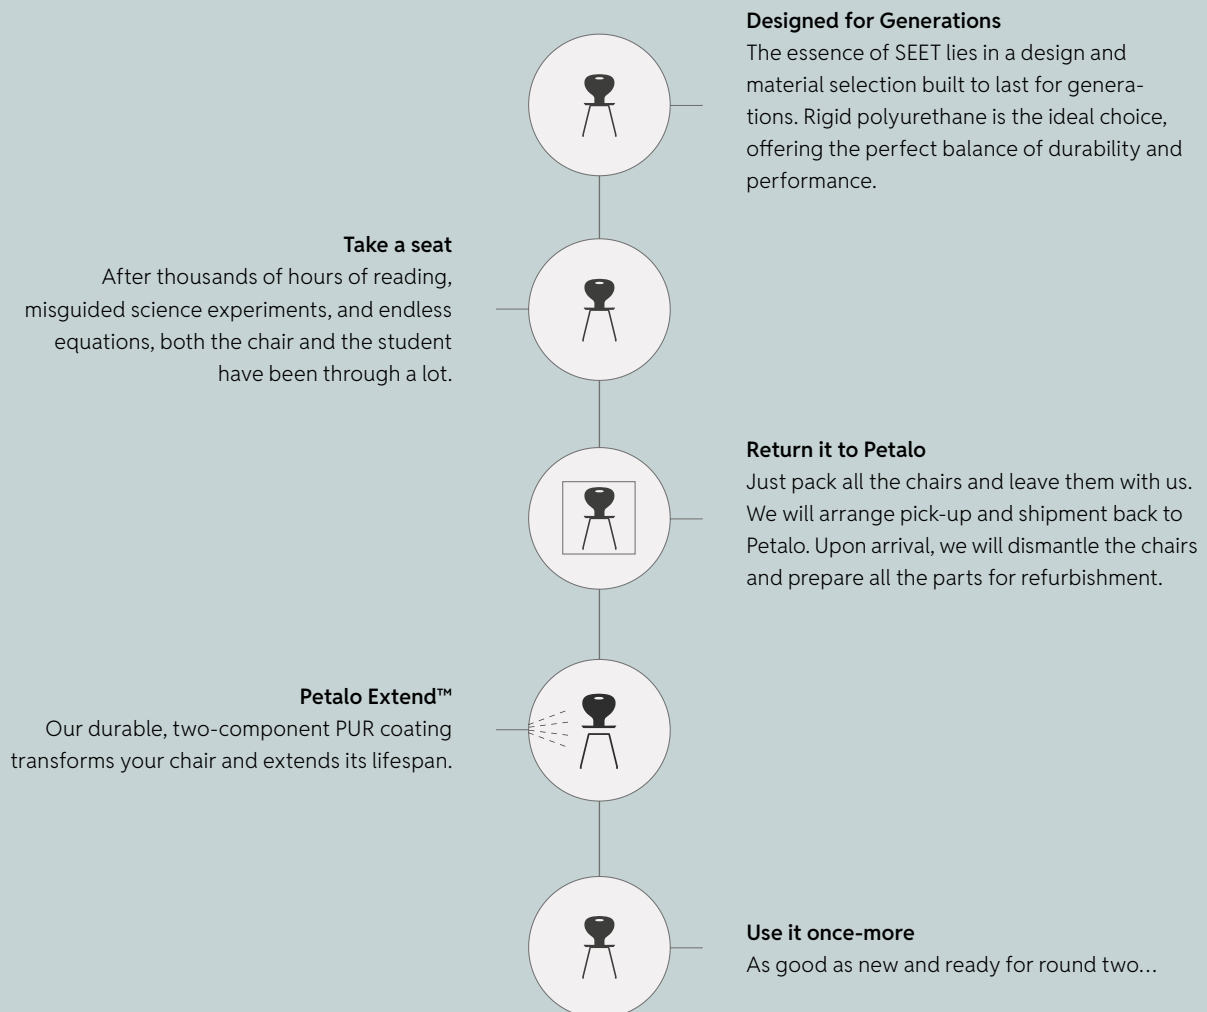 Designed for Generations
The essence of SEET lies in a design and
material selection built to last for genera-
tions. Rigid polyurethane is the ideal choice,
offering the perfect balance of durability and
performance.
Take a seat
After thousands of hours of reading,
misguided science experiments, and endless
equations, both the chair and the student
have been through a lot.
Return it to Petalo
Just pack all the chairs and leave them with us.
We will arrange pick-up and shipment back to
Petalo. Upon arrival, we will dismantle the chairs
and prepare all the parts for refurbishment.
Petalo Extend™
Our durable, two-component PUR coating
transforms your chair and extends its lifespan.
Use it once-more
As good as new and ready for round two...